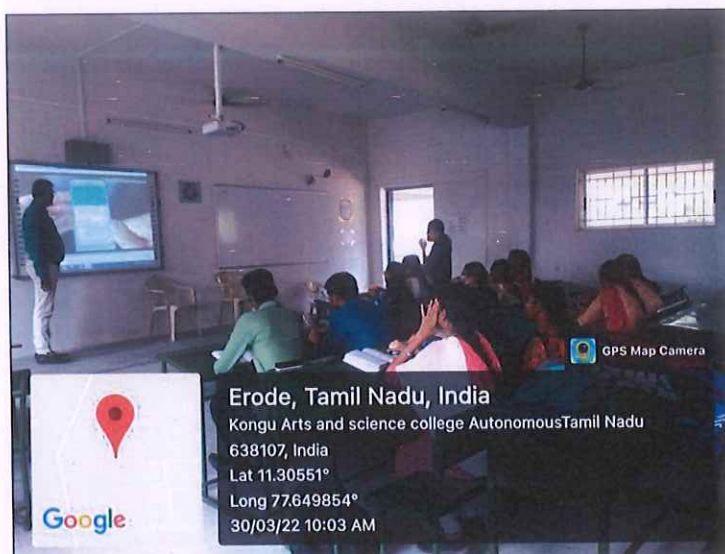 GPS Map Camera
Erode, Tamil Nadu, India
Kongu Arts and science college AutonomousTamil Nadu
638107, India
Lat 11.30551°
Long 77.649854°
30/03/22 10:03 AM
Google